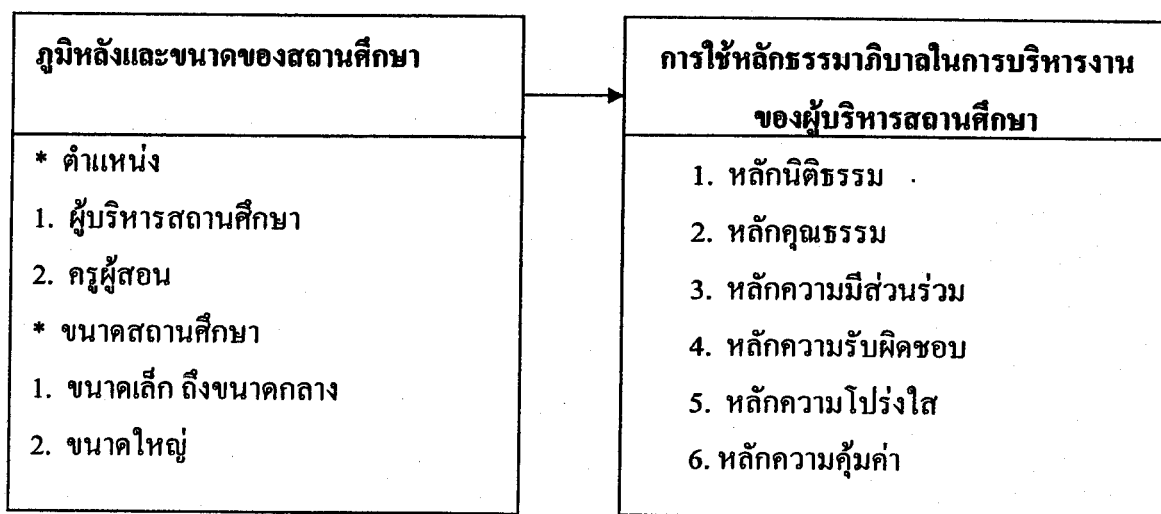 ภูมิหลังและขนาดของสถานศึกษา
* ตำแหน่ง
1. ผู้บริหารสถานศึกษา
2. ครูผู้สอน
* ขนาดสถานศึกษา
1. ขนาดเล็ก ถึงขนาดกลาง
2. ขนาดใหญ่
การใช้หลักธรรมาภิบาลในการบริหารงาน
ของผู้บริหารสถานศึกษา
1. หลักนิติธรรม
2. หลักคุณธรรม
3. หลักความมีส่วนร่วม
4. หลักความรับผิดชอบ
5. หลักความโปร่งใส
6. หลักความคุ้มค่า